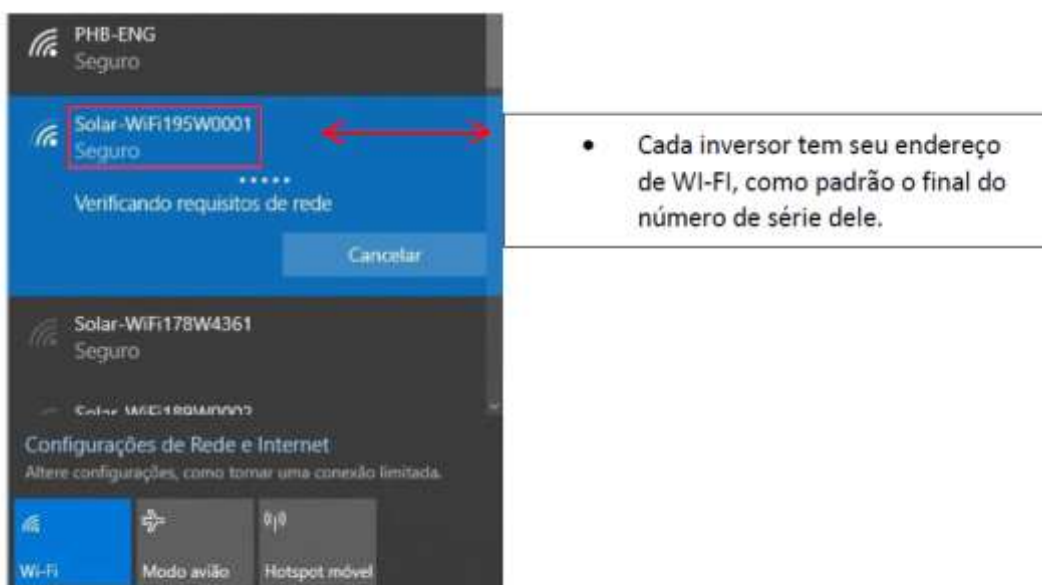 PHB-ENG
Seguro
Solar-WiFi195W0001
Seguro
Verificando requisitos de rede
Cancelar
• Cada inversor tem seu endereço
de WI-FI, como padrão o final do
número de série dele.
Solar-WiFi178W4361
Seguro
Solar-WiFi189W0002
Configurações de Rede e Internet
Altere configurações, como tornar uma conexão limitada.
Wi-Fi
Modo avião
Hotspot móvel